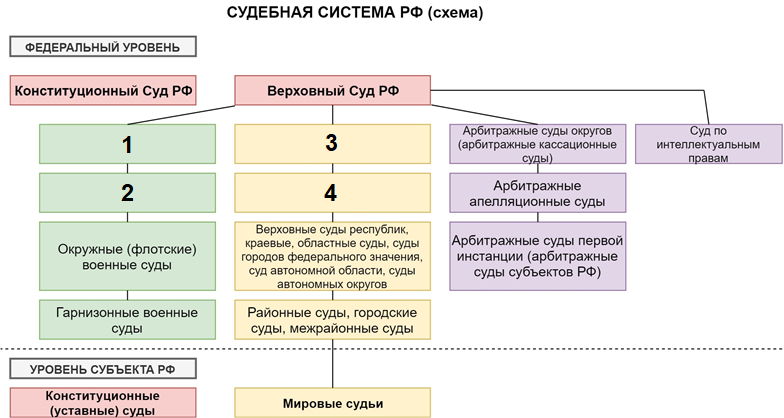 СУДЕБНАЯ СИСТЕМА РФ (схема)
ФЕДЕРАЛЬНЫЙ УРОВЕНЬ
Конституционный Суд РФ
Верховный Суд РФ
1
3
Арбитражные суды округов
(арбитражные кассационные
суды)
Суд по
интеллектуальным
правам
2
4
Арбитражные
апелляционные суды
Окружные (флотские)
военные суды
Верховные суды республик,
краевые, областные суды, суды
городов федерального значения,
суд автономной области, суды
автономных округов
Арбитражные суды первой
инстанции (арбитражные
суды субъектов РФ)
Гарнизонные военные
суды
Районные суды, городские
суды, межрайонные суды
УРОВЕНЬ СУБЪЕКТА РФ
Конституционные
(уставные) суды
Мировые судьи